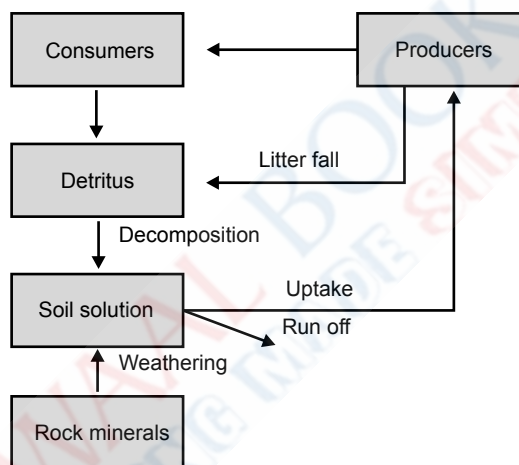 Consumers
Producers
Litter fall
Detritus
Decomposition
Uptake
Soil solution
Run off
Weathering
Rock minerals